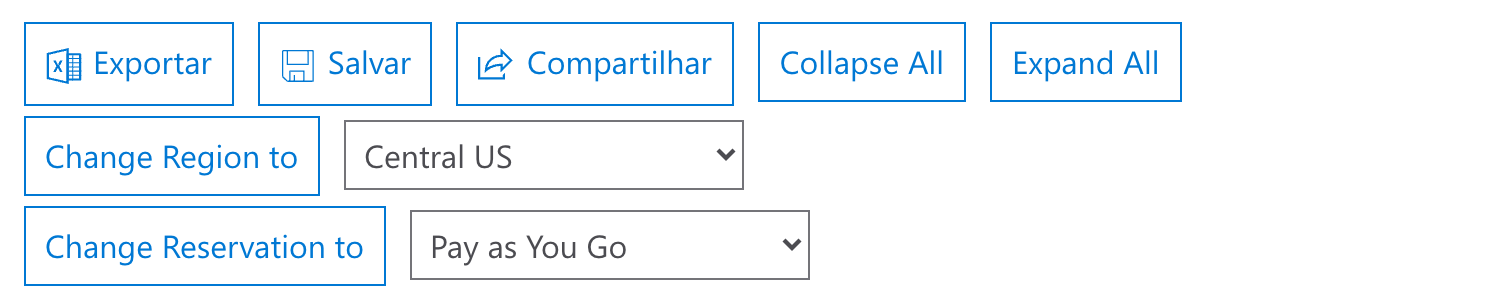 Exportar Salvar Compartilhar Collapse All Expand All
Change Region to Central US
Change Reservation to Pay as You Go